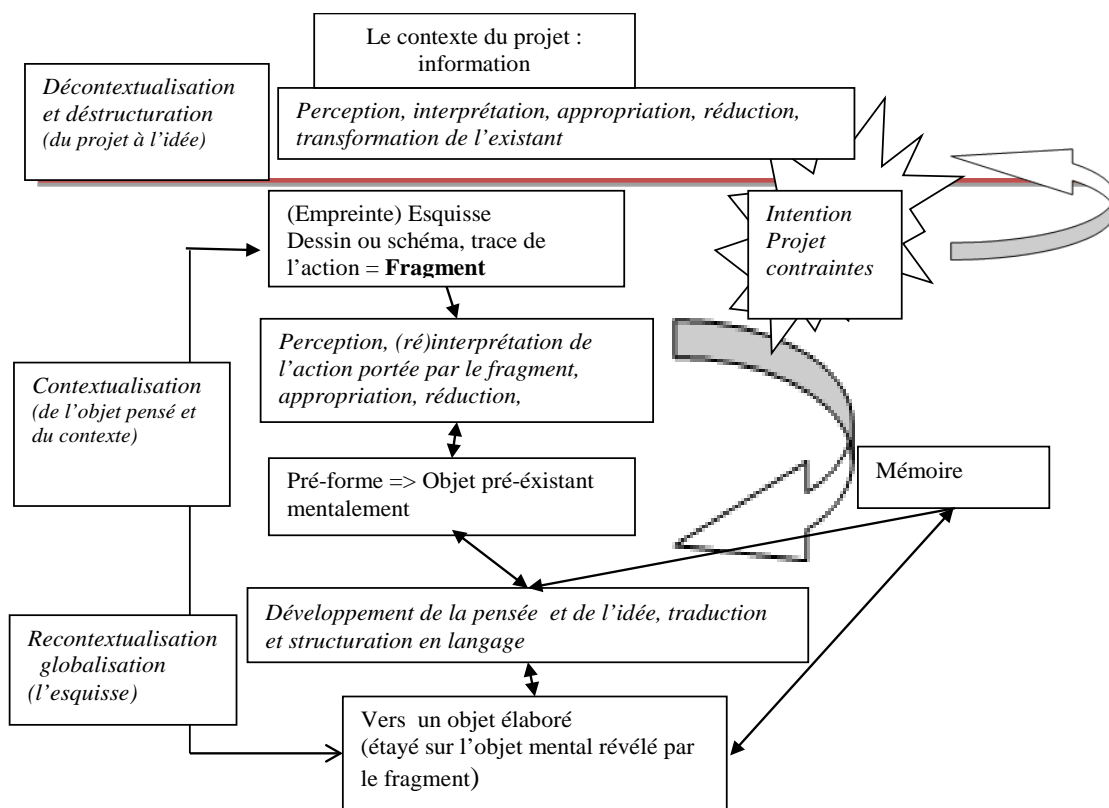 Le contexte du projet :
information
Décontextualisation
et déstructuration
(du projet à l'idée)
Perception, interprétation, appropriation, réduction,
transformation de l'existant
(Empreinte) Esquisse
Dessin ou schéma, trace de
l'action = Fragment
Intention
Projet
contraintes
Perception, (ré)interprétation de
l'action portée par le fragment,
appropriation, réduction,
Contextualisation
(de l'objet pensé et
du contexte)
Pré-forme => Objet pré-éxistant
mentalement
Mémoire
Développement de la pensée et de l'idée, traduction
et structuration en langage
Recontextualisation
globalisation
(l'esquisse)
Vers un objet élaboré
(étayé sur l'objet mental révélé par
le fragment)